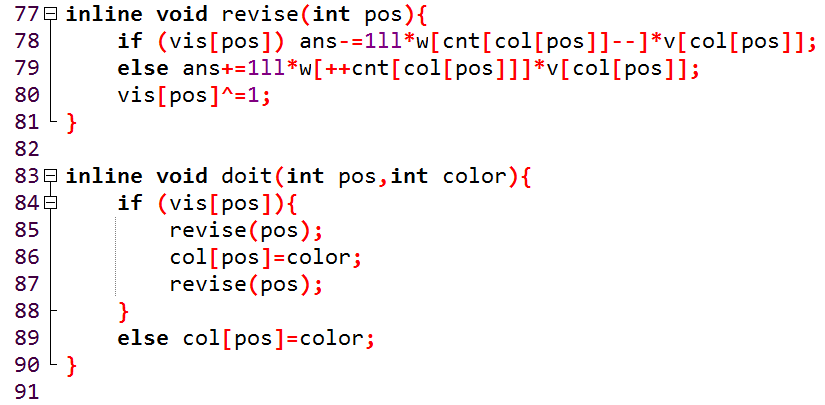 77 inline void revise(int pos){
78     if (vis[pos]) ans-=1ll*w[cnt[col[pos]]--]*v[col[pos]];
79     else ans+=1ll*w[++cnt[col[pos]]]*v[col[pos]];
80     vis[pos]^=1;
81 }
82
83 inline void doit(int pos,int color){
84     if (vis[pos]){
85         revise(pos);
86         col[pos]=color;
87         revise(pos);
88     }
89     else col[pos]=color;
90 }
91